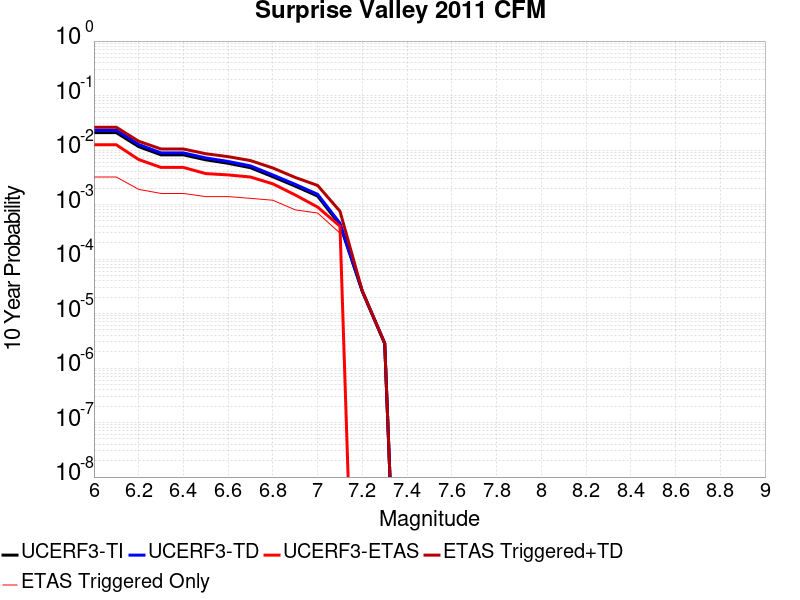 Surprise Valley 2011 CFM
10 Year Probability
10^0
10^-1
10^-2
10^-3
10^-4
10^-5
10^-6
10^-7
10^-8
6 6.2 6.4 6.6 6.8 7 7.2 7.4 7.6 7.8 8 8.2 8.4 8.6 8.8 9
Magnitude
UCERF3-TI UCERF3-TD UCERF3-ETAS ETAS Triggered+TD
ETAS Triggered Only